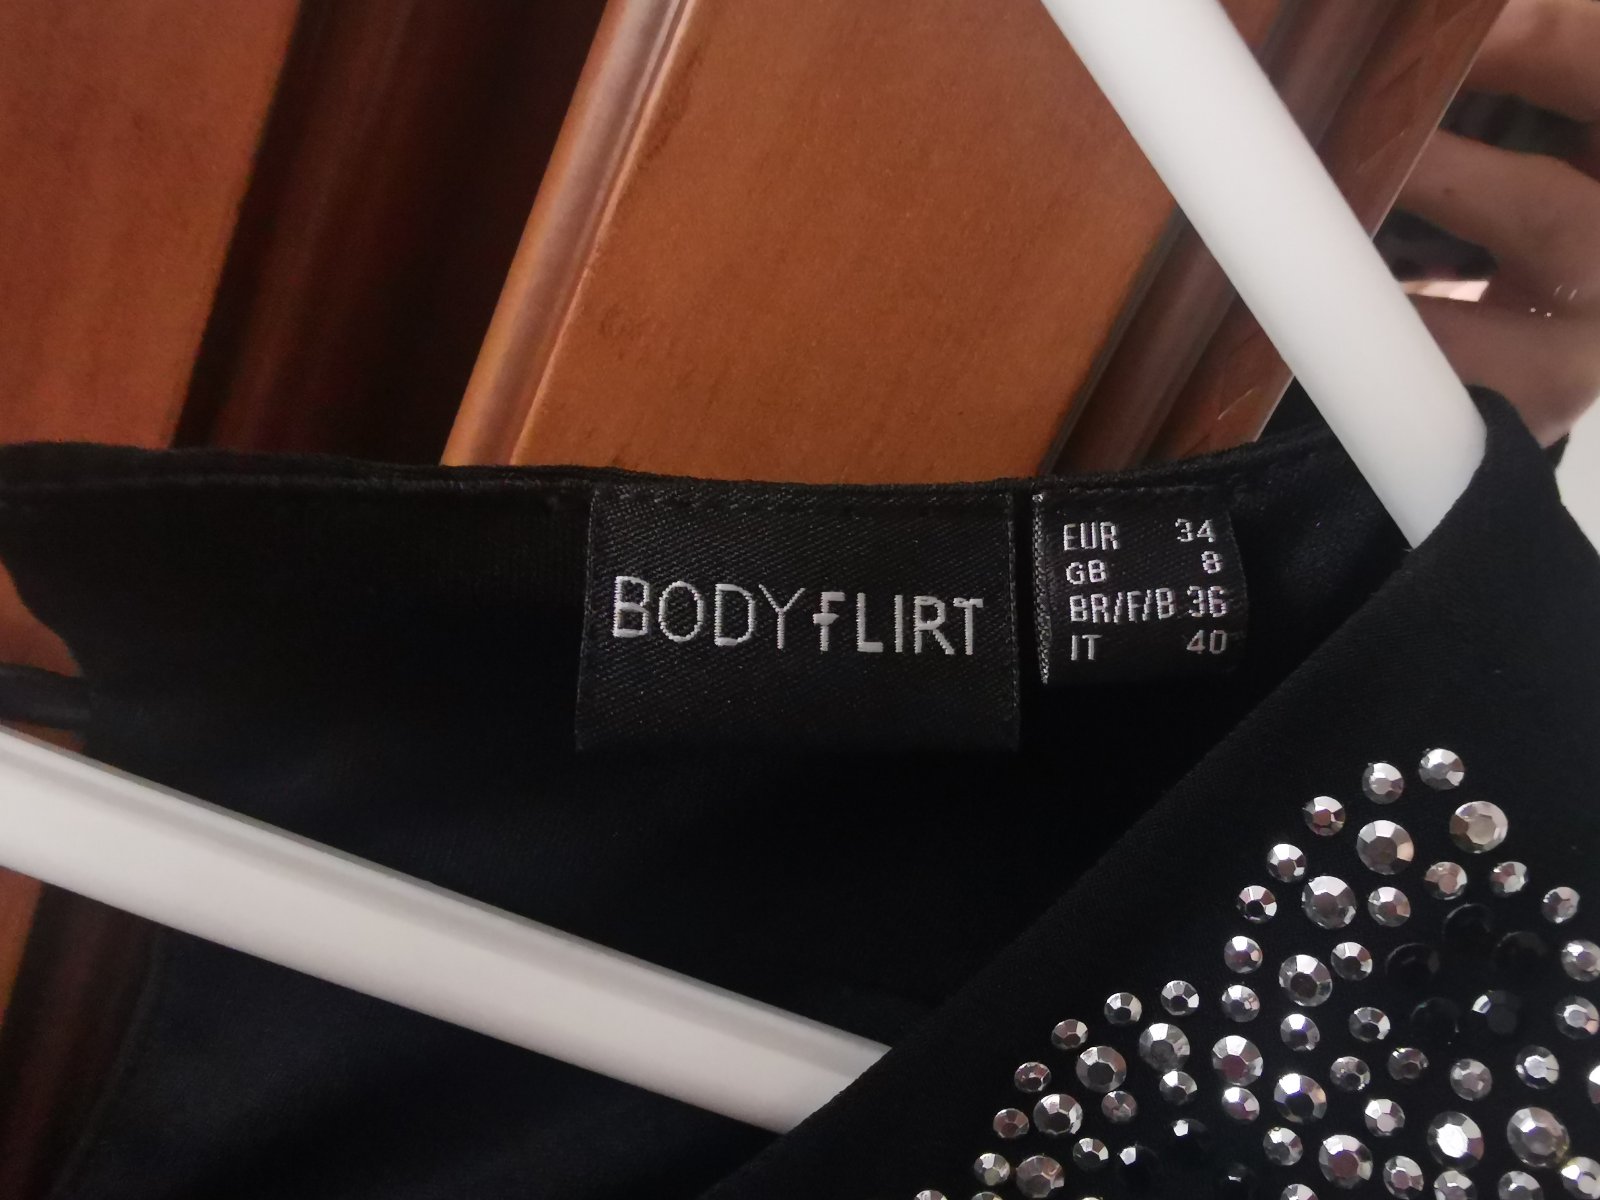 BODYFLIRT
EUR 34
GB 8
BR/F/B 36
IT 40